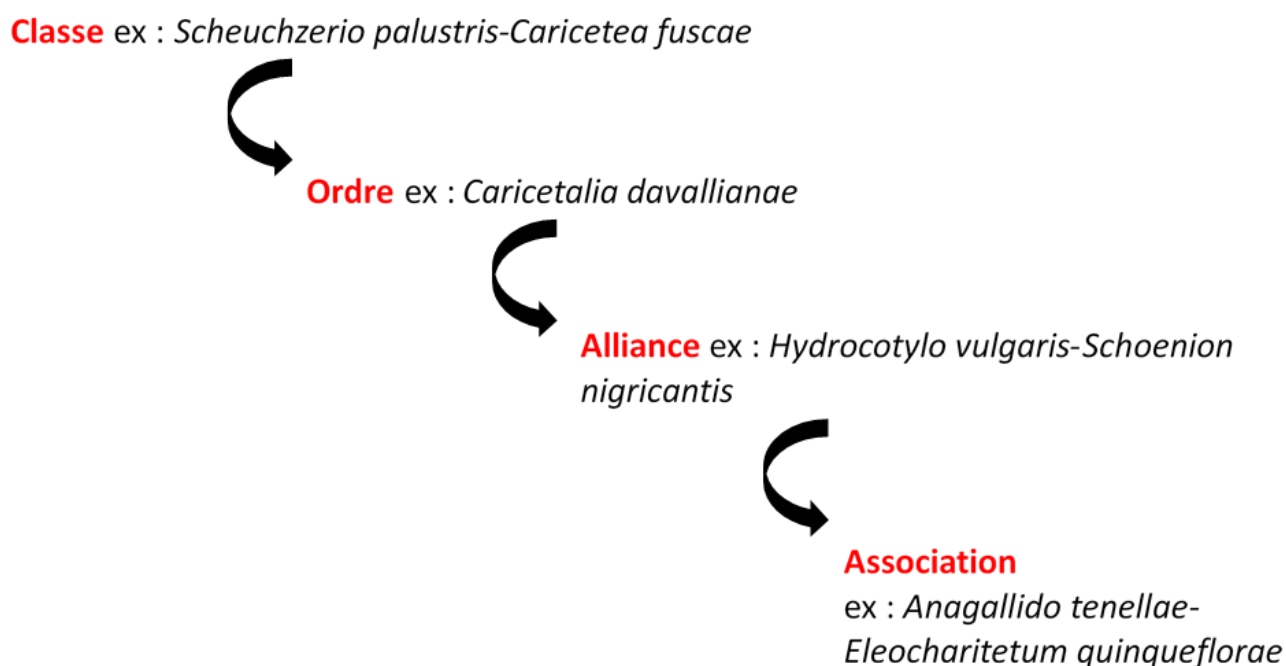 Classe ex : Scheuchzerio palustris-Caricetea fuscae
Ordre ex : Caricetalia davallianae
Alliance ex : Hydrocotylo vulgaris-Schoenion
nigricantis
Association
ex : Anagallido tenellae-
Eleocharitetum quinqueflorae